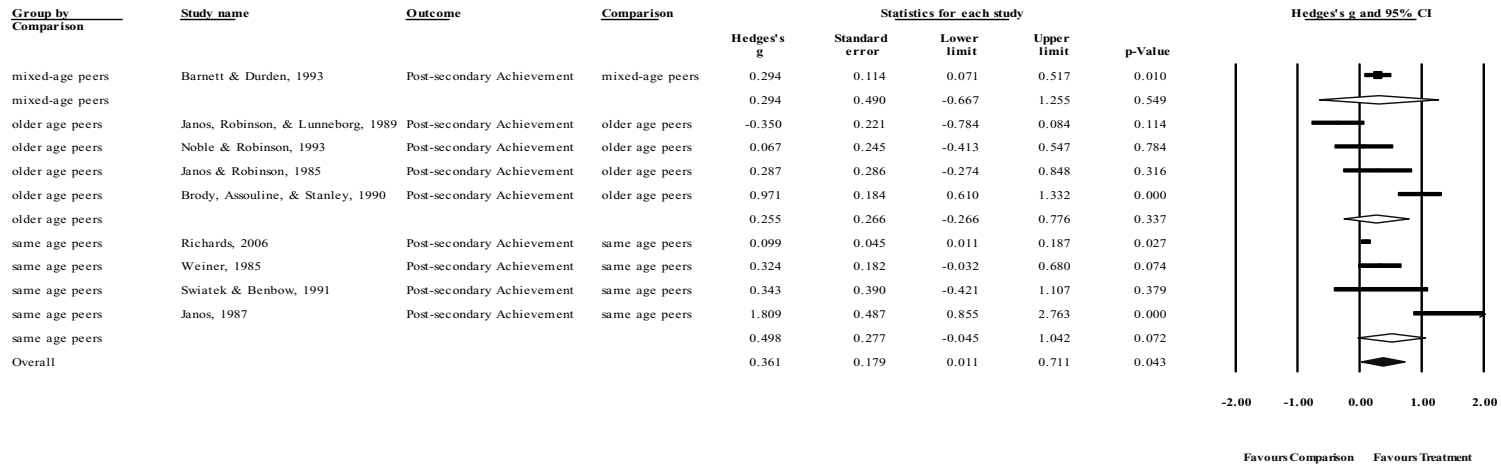 Group by Comparison Study name Outcome Comparison Statistics for each study Hedges's g and 95% CI
Hedges's g Standard error Lower limit Upper limit p-Value
mixed-age peers Barnett & Durden, 1993 Post-secondary Achievement mixed-age peers 0.294 0.114 0.071 0.517 0.010
mixed-age peers 0.294 0.490 -0.667 1.255 0.549
older age peers Janos, Robinson, & Lunneborg, 1989 Post-secondary Achievement older age peers -0.350 0.221 -0.784 0.084 0.114
older age peers Noble & Robinson, 1993 Post-secondary Achievement older age peers 0.067 0.245 -0.413 0.547 0.784
older age peers Janos & Robinson, 1985 Post-secondary Achievement older age peers 0.287 0.286 -0.274 0.848 0.316
older age peers Brody, Assouline, & Stanley, 1990 Post-secondary Achievement older age peers 0.971 0.184 0.610 1.332 0.000
older age peers 0.255 0.266 -0.266 0.776 0.337
same age peers Richards, 2006 Post-secondary Achievement same age peers 0.099 0.045 0.011 0.187 0.027
same age peers Weiner, 1985 Post-secondary Achievement same age peers 0.324 0.182 -0.032 0.680 0.074
same age peers Swiatek & Benbow, 1991 Post-secondary Achievement same age peers 0.343 0.390 -0.421 1.107 0.379
same age peers Janos, 1987 Post-secondary Achievement same age peers 1.809 0.487 0.855 2.763 0.000
same age peers 0.498 0.277 -0.045 1.042 0.072
Overall 0.361 0.179 0.011 0.711 0.043
-2.00 -1.00 0.00 1.00 2.00
Favours Comparison Favours Treatment